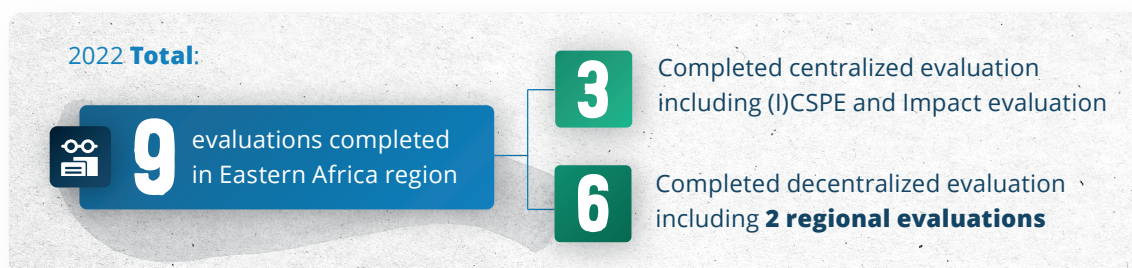 2022 Total:
9
evaluations completed
in Eastern Africa region
3
Completed centralized evaluation
including (I)CSPE and Impact evaluation
6
Completed decentralized evaluation
including 2 regional evaluations